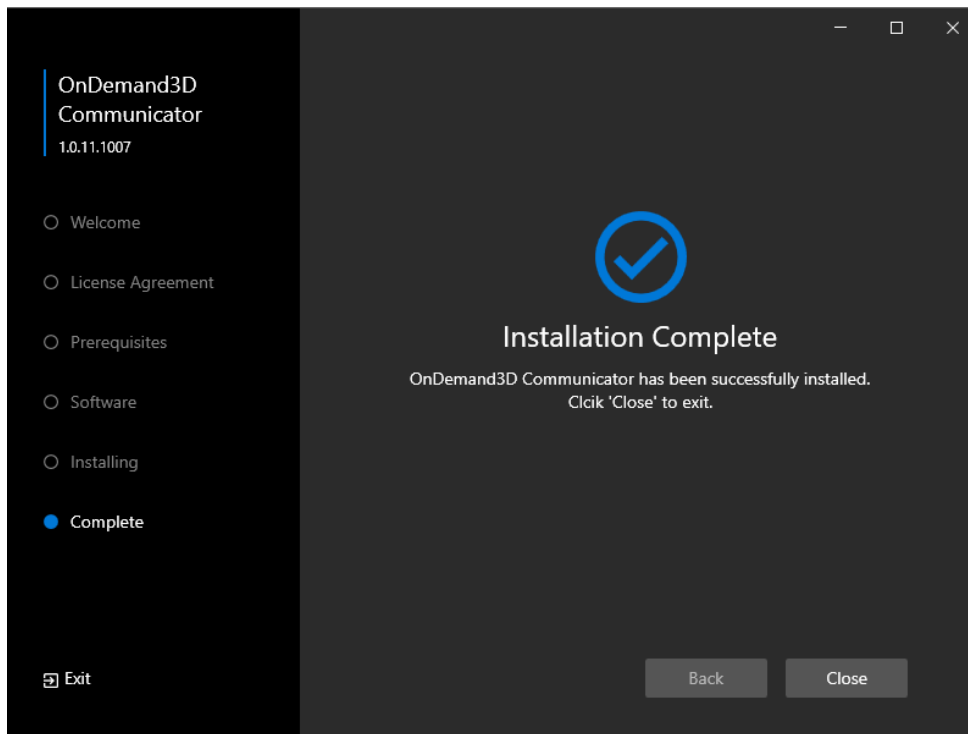 OnDemand3D
Communicator
1.0.11.1007
Welcome
License Agreement
Prerequisites
Software
Installing
Complete
Exit
Installation Complete
OnDemand3D Communicator has been successfully installed.
Clcik 'Close' to exit.
Back
Close